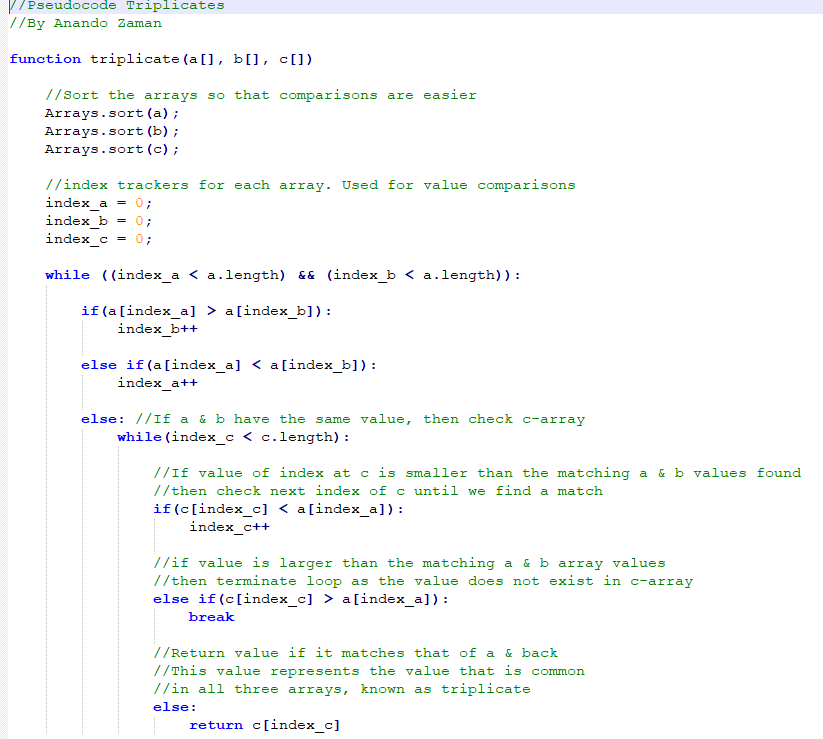 //Pseudocode Triplicates
//By Anando Zaman
function triplicate(a[], b[], c[])
//Sort the arrays so that comparisons are easier
Arrays.sort(a);
Arrays.sort(b);
Arrays.sort(c);
//index trackers for each array. Used for value comparisons
index_a = 0;
index_b = 0;
index_c = 0;
while ((index_a < a.length) && (index_b < a.length)):
if(a[index_a] > a[index_b]):
index_b++
else if(a[index_a] < a[index_b]):
index_a++
else: //If a & b have the same value, then check c-array
while(index_c < c.length):
//If value of index at c is smaller than the matching a & b values found
//then check next index of c until we find a match
if(c[index_c] < a[index_a]):
index_c++
//if value is larger than the matching a & b array values
//then terminate loop as the value does not exist in c-array
else if(c[index_c] > a[index_a]):
break
//Return value if it matches that of a & back
//This value represents the value that is common
//in all three arrays, known as triplicate
else:
return c[index_c]